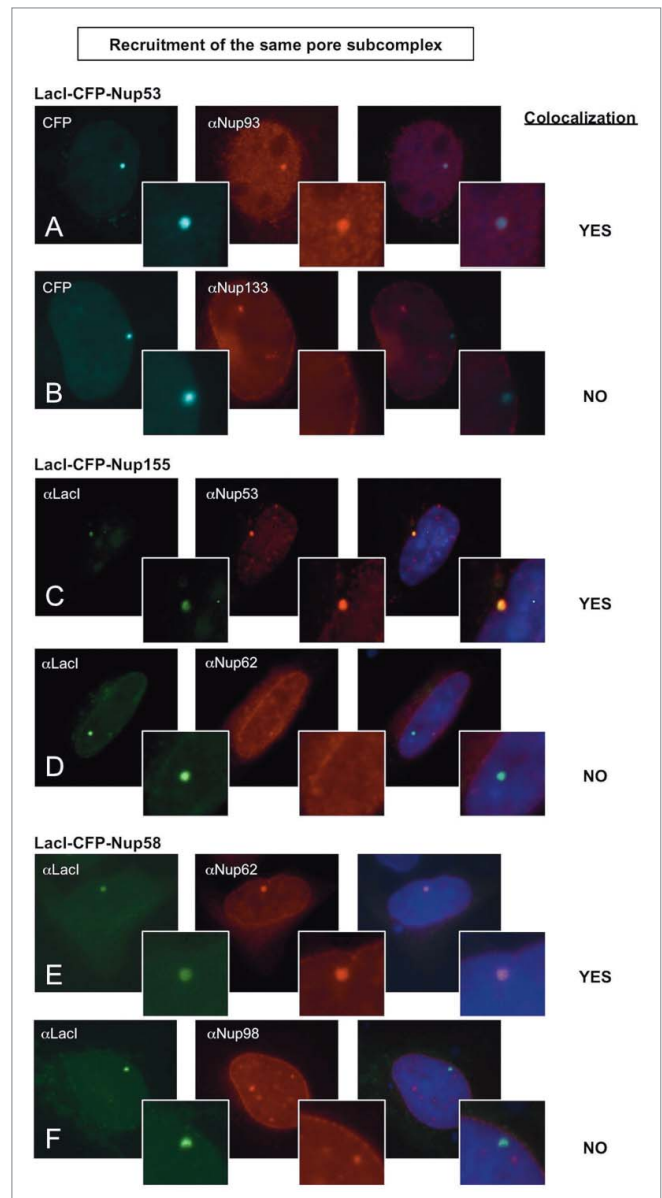 Recruitment of the same pore subcomplex
LacI-CFP-Nup53
Colocalization
CFP
αNup93
A
YES
CFP
αNup133
B
NO
LacI-CFP-Nup155
αLacI
αNup53
C
YES
αLacI
αNup62
D
NO
LacI-CFP-Nup58
αLacI
αNup62
E
YES
αLacI
αNup98
F
NO